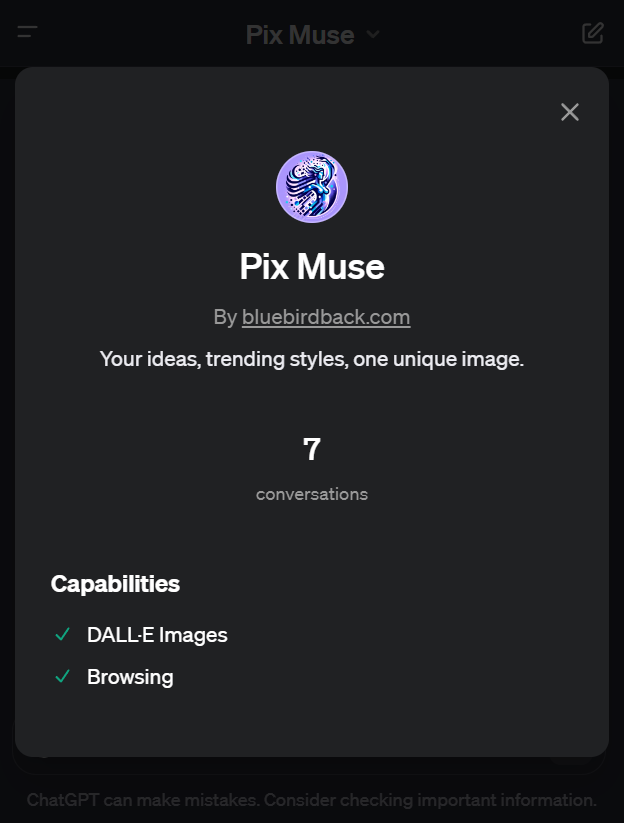 Pix Muse
Pix Muse
By bluebirdback.com
Your ideas, trending styles, one unique image.
7
conversations
Capabilities
DALL·E Images
Browsing
ChatGPT can make mistakes. Consider checking important information.